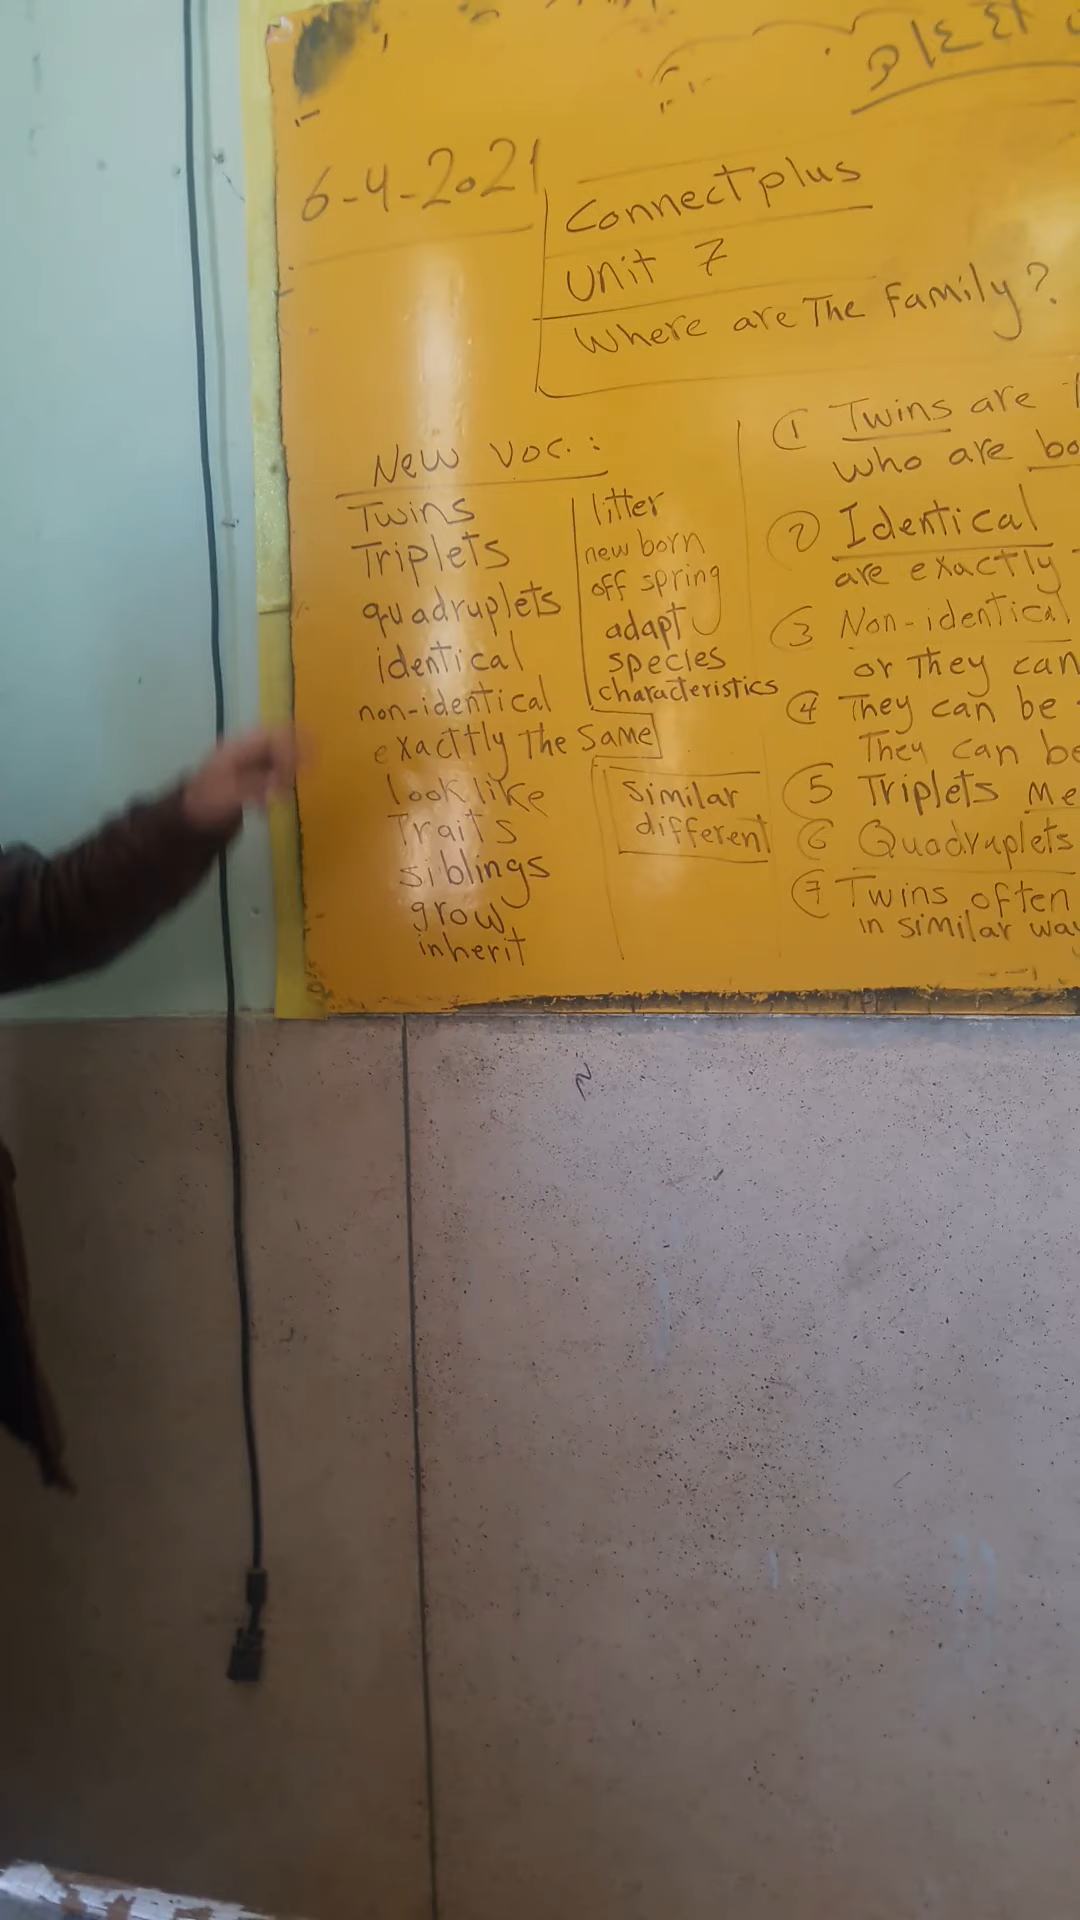 6-4-2021
Connect plus
Unit 7
Where are The Family?
New voc.:
Twins
Triplets
quadruplets
identical
non-identical
exacttly The Same
look like
Traits
siblings
grow
inherit
litter
new born
off spring
adapt
species
characteristics
Similar
different
① Twins are
who are
② Identical
are exactly
③ Non-identical
or They can
④ They can be
They can be
⑤ Triplets
⑥ Quadruplets
⑦ Twins often
in similar